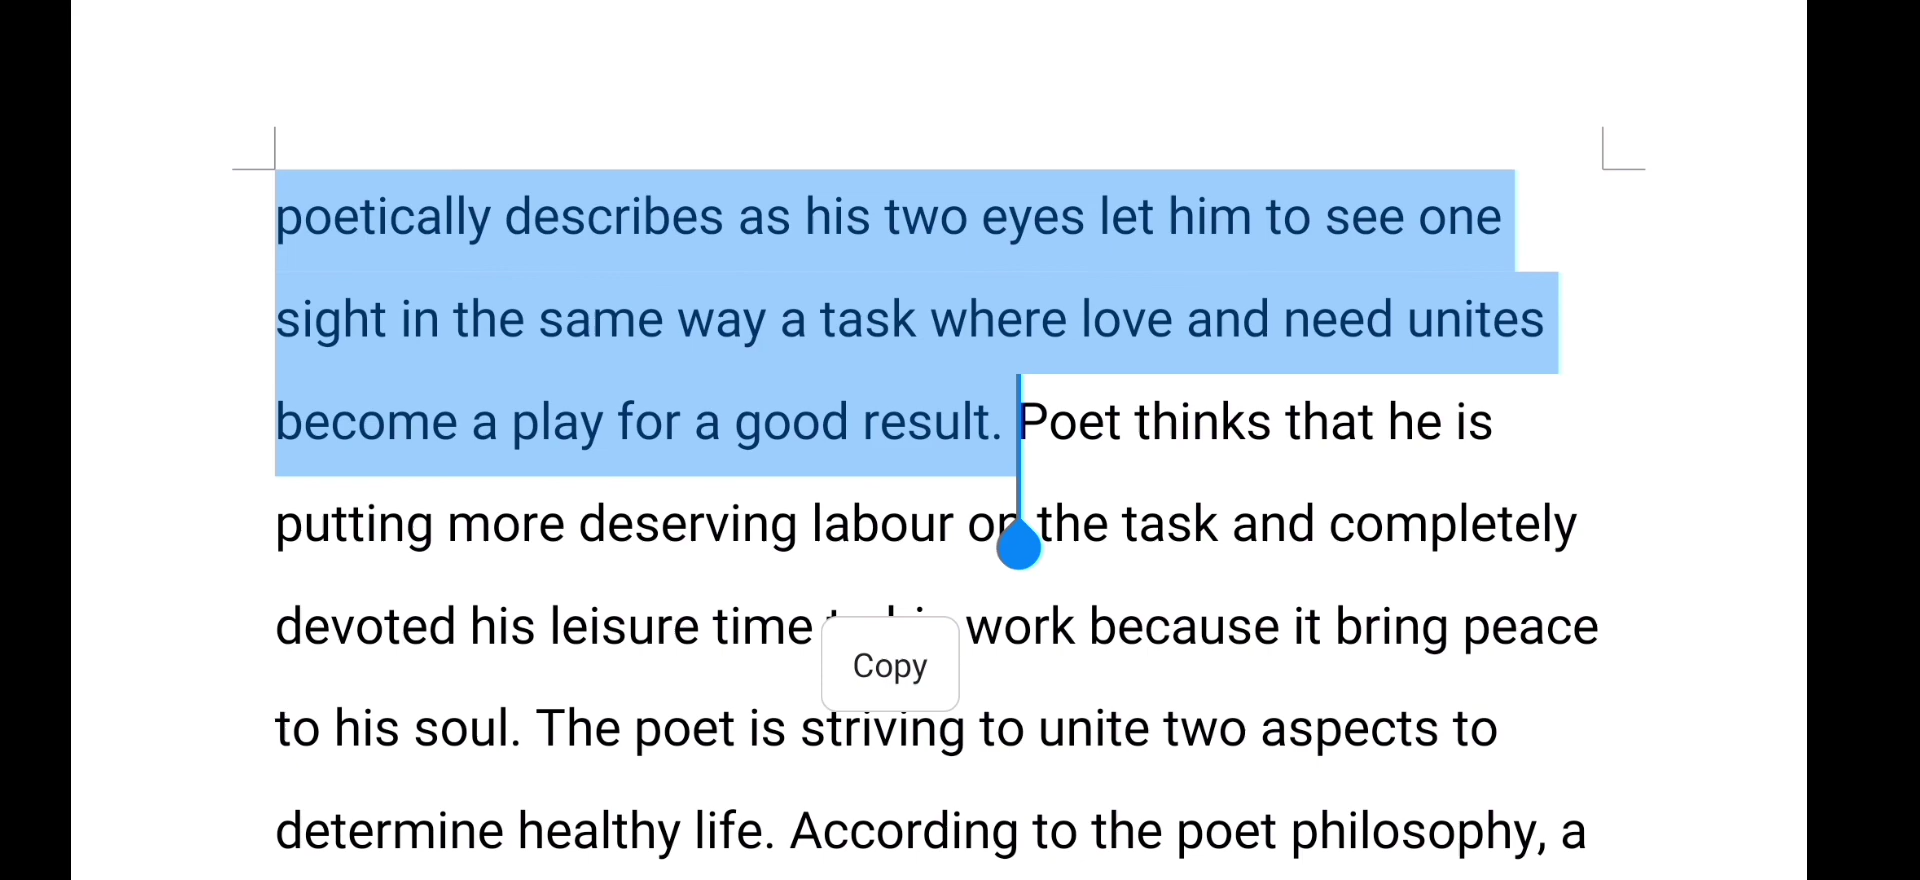 poetically describes as his two eyes let him to see one
sight in the same way a task where love and need unites
become a play for a good result. Poet thinks that he is
putting more deserving labour on the task and completely
devoted his leisure time work because it bring peace
Copy
to his soul. The poet is striving to unite two aspects to
determine healthy life. According to the poet philosophy, a